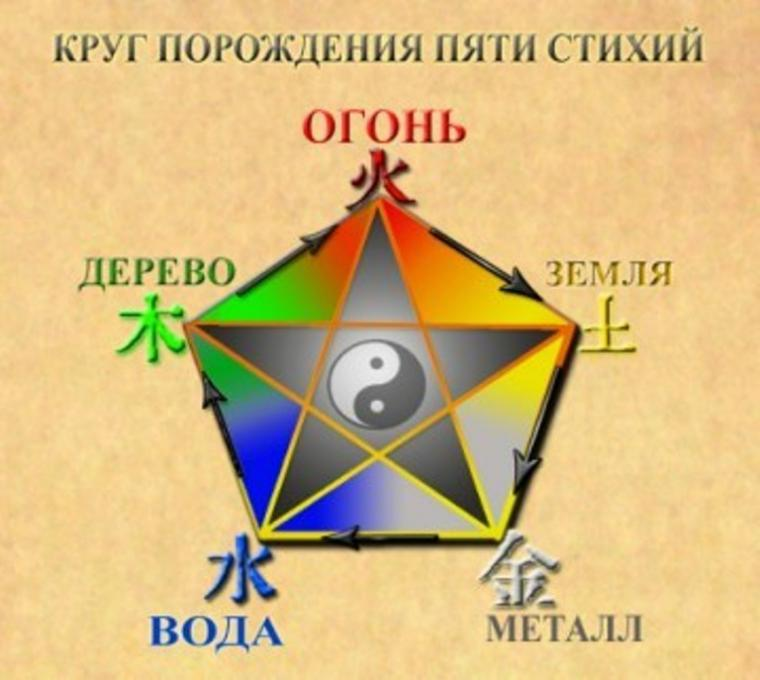 КРУГ ПОРОЖДЕНИЯ ПЯТИ СТИХИЙ
ОГОНЬ
火
ДЕРЕВО
木
ЗЕМЛЯ
土
水
ВОДА
金
МЕТАЛЛ